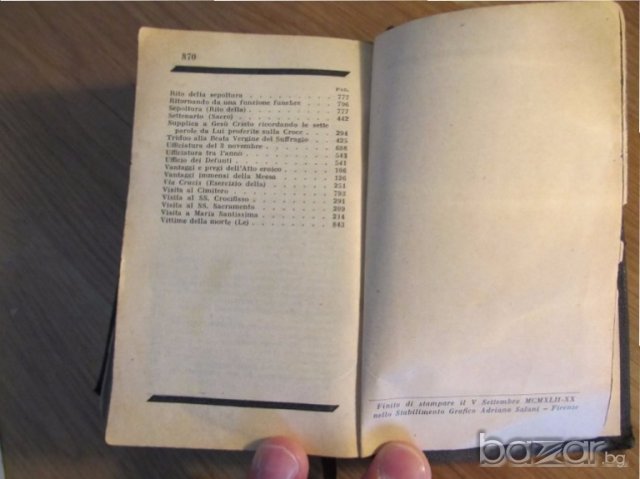 870
Pag.
Rito della sepoltura . . . . . . . 777
Ritornando da una funzione funebre . . 796
Sepoltura (Rito della) . . . . . . . 777
Settenario (Sacro) . . . . . . . 442
Supplica a Gesù Cristo ricordando le sette
parole da Lui proferite sulla Croce . . 294
Triduo alla Beata Vergine del Suffragio . 425
Ufficiatura del 2 novembre . . . . . 608
Ufficiatura tra l'anno . . . . . . . 543
Ufficio dei Defunti . . . . . . . 541
Vantaggi e pregi dell'Atto eroico . . . 106
Vantaggi immensi della Messa . . . . 126
Via Crucis (Esercizio della) . . . . . 251
Visita al Cimitero . . . . . . . 793
Visita al SS. Crocifisso . . . . . . 291
Visita al SS. Sacramento . . . . . . 209
Visita a Maria Santissima . . . . . 214
Vittime della morte (Le) . . . . . . 843
Finito di stampare il V Settembre MCMXLII-XX
nello Stabilimento Grafico Adriano Salani - Firenze
bazar.bg